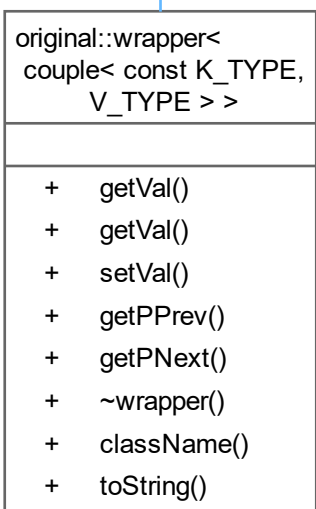 original::wrapper<
couple< const K_TYPE,
V_TYPE > >
+ getVal()
+ getVal()
+ setVal()
+ getPPrev()
+ getPNext()
+ ~wrapper()
+ className()
+ toString()